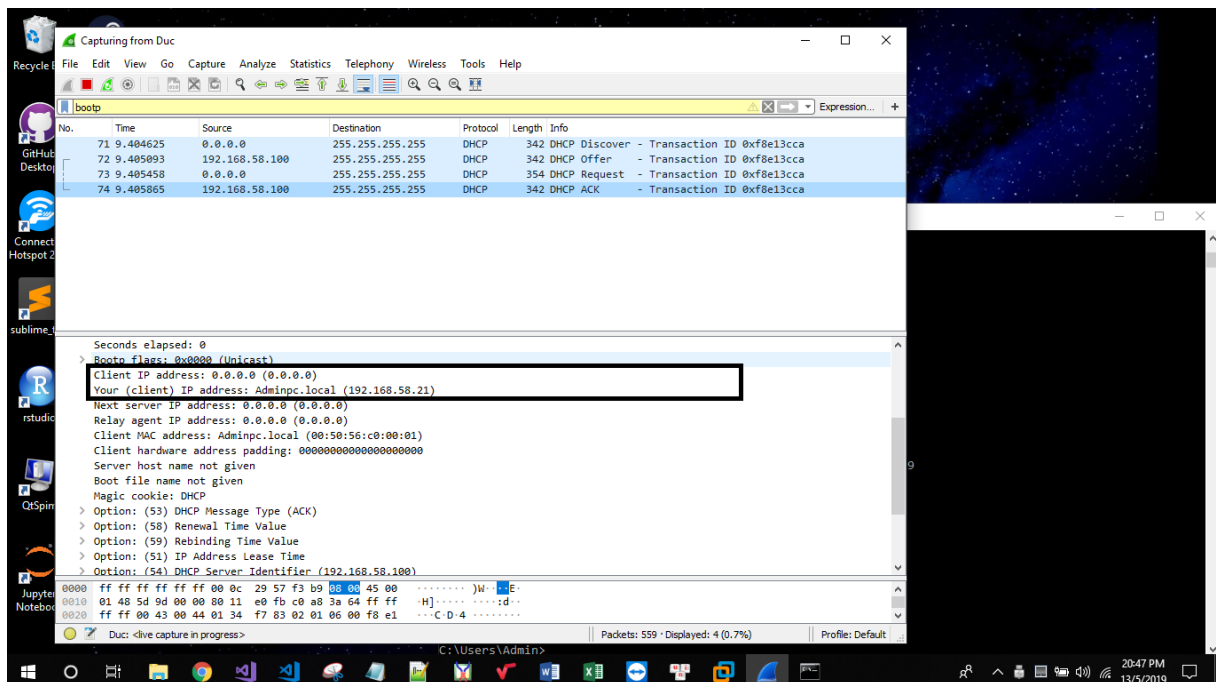 Recycle B
GitHub
Desktop
Connect
Hotspot 2
sublime_t
rstudio
QtSpim
Jupyter
Notebook
Capturing from Duc
File Edit View Go Capture Analyze Statistics Telephony Wireless Tools Help
bootp Expression... +
No. Time Source Destination Protocol Length Info
71 9.404625 0.0.0.0 255.255.255.255 DHCP 342 DHCP Discover - Transaction ID 0xf8e13cca
72 9.405093 192.168.58.100 255.255.255.255 DHCP 342 DHCP Offer - Transaction ID 0xf8e13cca
73 9.405458 0.0.0.0 255.255.255.255 DHCP 354 DHCP Request - Transaction ID 0xf8e13cca
74 9.405865 192.168.58.100 255.255.255.255 DHCP 342 DHCP ACK - Transaction ID 0xf8e13cca
Seconds elapsed: 0
> Bootp flags: 0x0000 (Unicast)
Client IP address: 0.0.0.0 (0.0.0.0)
Your (client) IP address: Adminpc.local (192.168.58.21)
Next server IP address: 0.0.0.0 (0.0.0.0)
Relay agent IP address: 0.0.0.0 (0.0.0.0)
Client MAC address: Adminpc.local (00:50:56:c0:00:01)
Client hardware address padding: 00000000000000000000
Server host name not given
Boot file name not given
Magic cookie: DHCP
> Option: (53) DHCP Message Type (ACK)
> Option: (58) Renewal Time Value
> Option: (59) Rebinding Time Value
> Option: (51) IP Address Lease Time
> Option: (54) DHCP Server Identifier (192.168.58.100)
0000 ff ff ff ff ff ff 00 0c 29 57 f3 b9 08 00 45 00 ········ )W····E·
0010 01 48 5d 9d 00 00 80 11 e0 fb c0 a8 3a 64 ff ff ·H]····· ····:d··
0020 ff ff 00 43 00 44 01 34 f7 83 02 01 06 00 f8 e1 ···C·D·4 ········
Duc: <live capture in progress> Packets: 559 · Displayed: 4 (0.7%) Profile: Default
9
C:\Users\Admin>
20:47 PM
13/5/2019